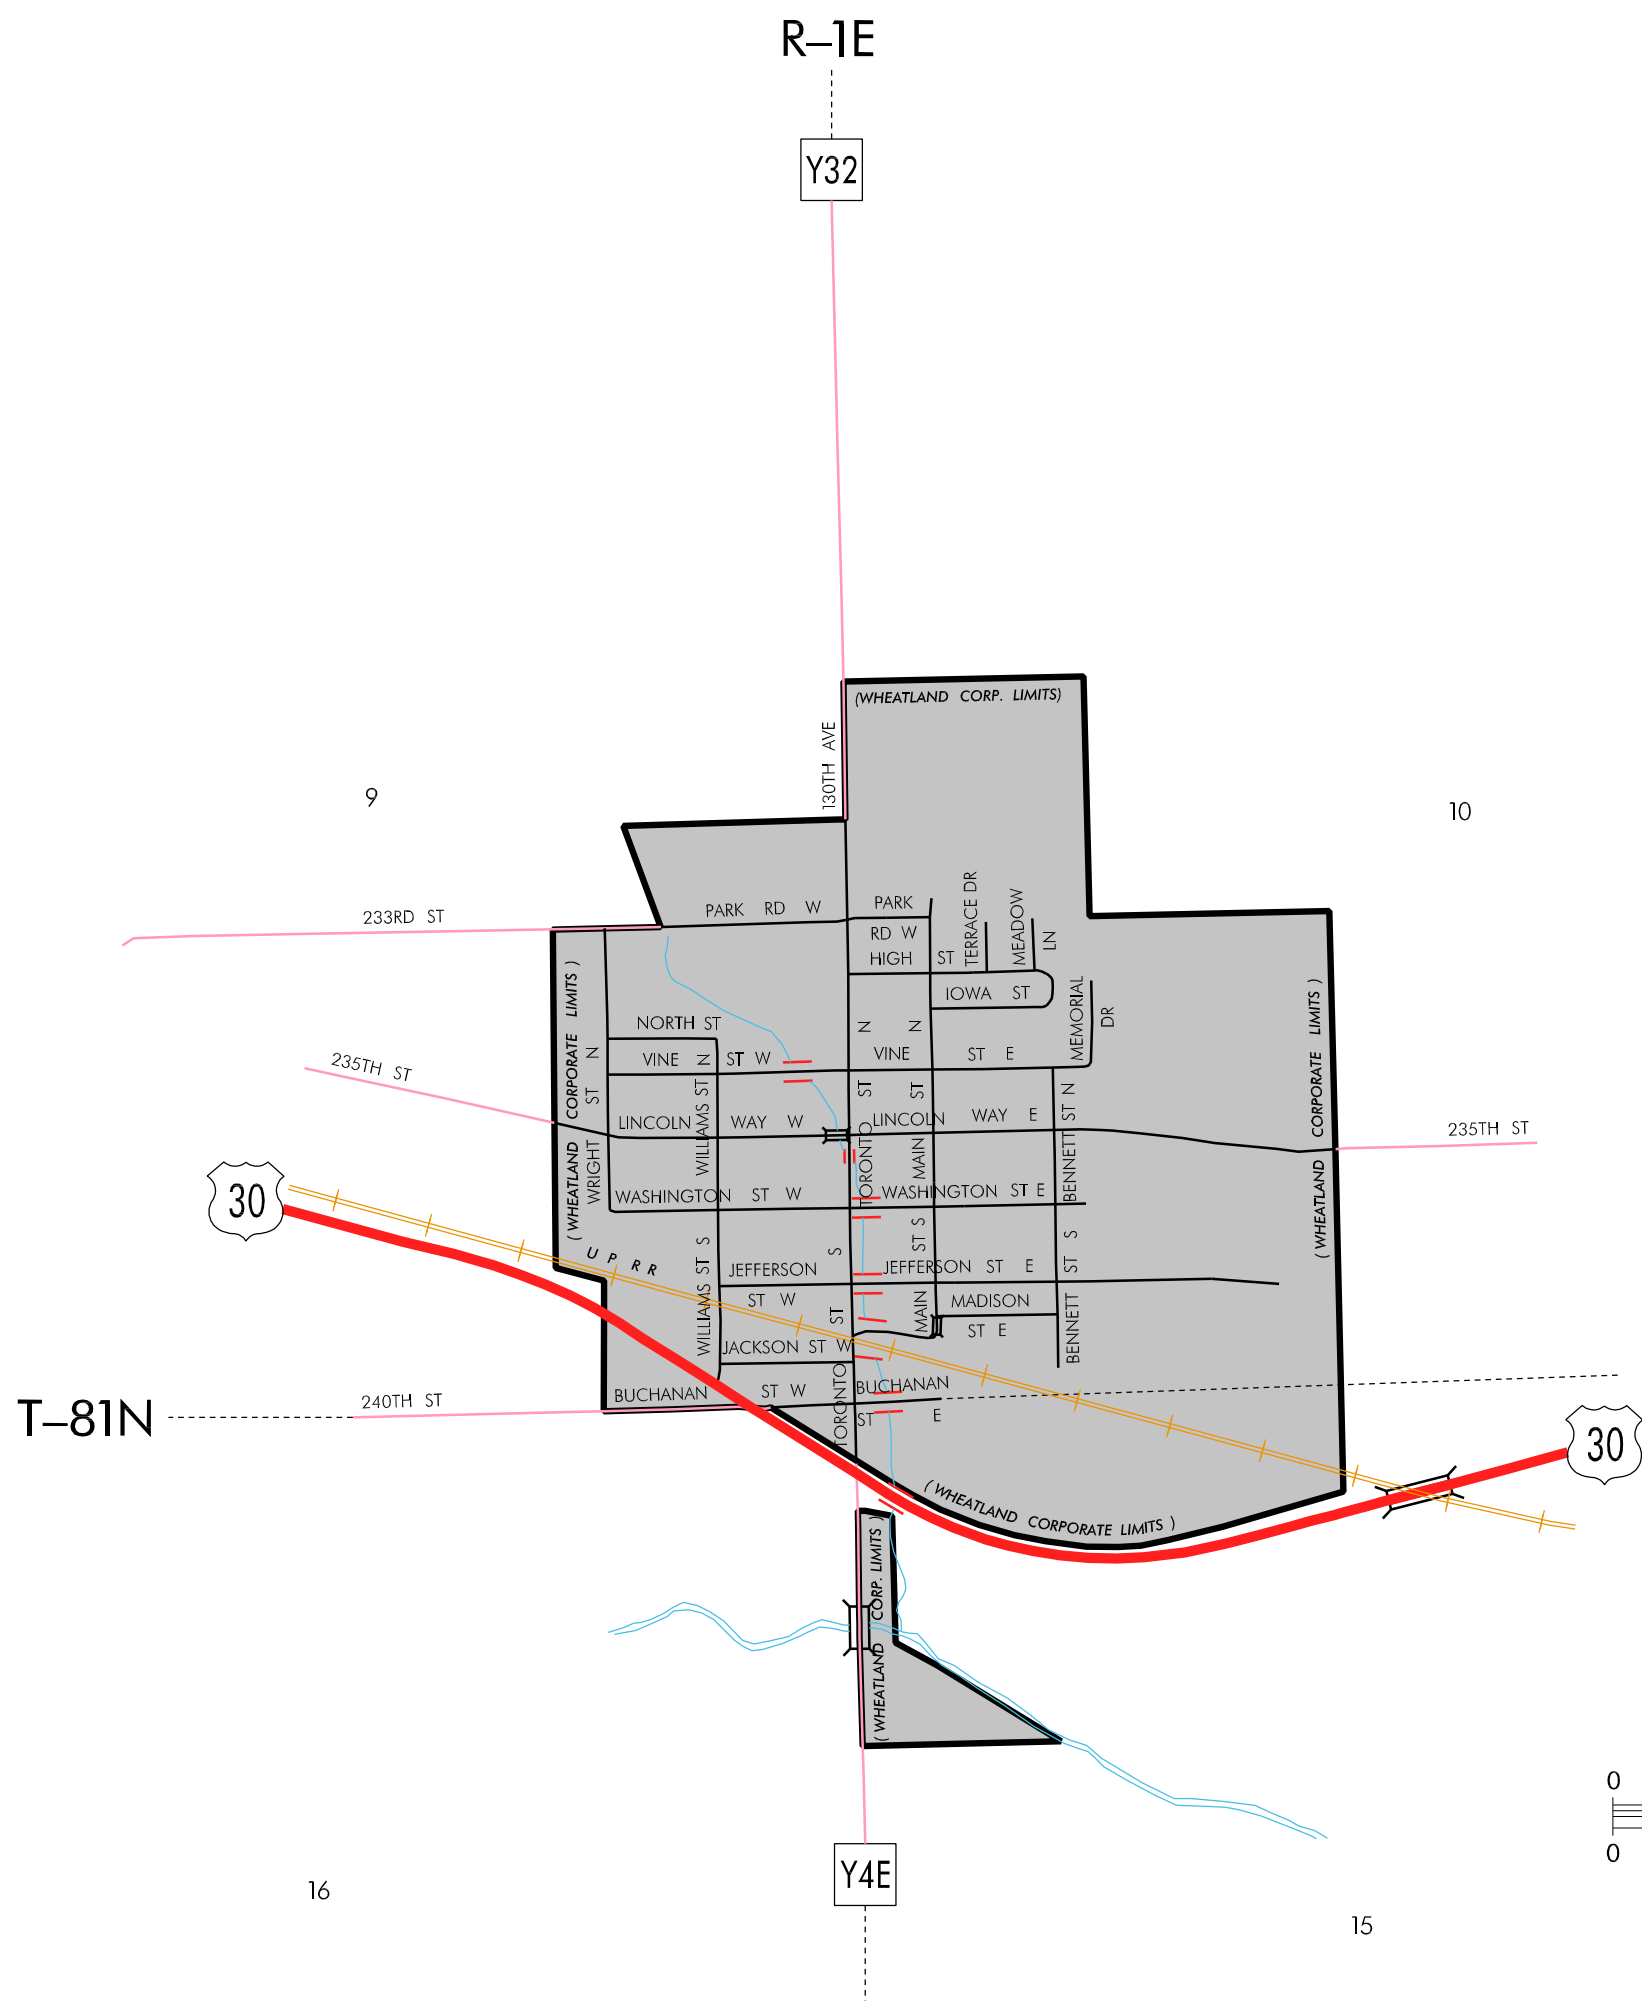 R–1E
Y32
(WHEATLAND CORP. LIMITS)
130TH AVE
9
10
233RD ST
PARK RD W
PARK
RD W
TERRACE DR
MEADOW
LN
HIGH ST
IOWA ST
MEMORIAL
DR
NORTH ST
VINE ST W
VINE ST E
235TH ST
LINCOLN WAY W
LINCOLN WAY E
235TH ST
(WHEATLAND CORPORATE LIMITS)
WRIGHT ST N
WILLIAMS ST N
TORONTO ST N
MAIN ST N
BENNETT ST N
(WHEATLAND CORPORATE LIMITS)
30
WASHINGTON ST W
WASHINGTON ST E
U P R R
WILLIAMS ST S
JEFFERSON
ST W
JEFFERSON ST E
TORONTO ST S
MAIN ST S
BENNETT ST S
MADISON
ST E
JACKSON ST W
BUCHANAN ST W
BUCHANAN
ST E
T–81N
240TH ST
30
(WHEATLAND CORPORATE LIMITS)
(WHEATLAND CORP. LIMITS)
0
0
Y4E
16
15